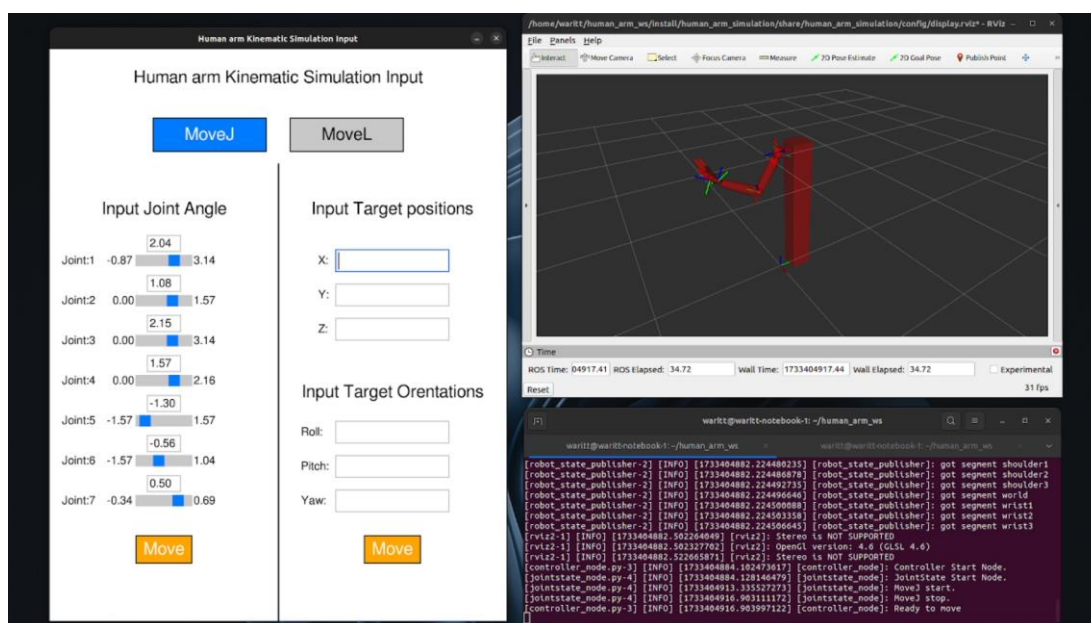 Human arm Kinematic Simulation Input
Human arm Kinematic Simulation Input
MoveJ MoveL
Input Joint Angle
2.04
Joint:1 -0.87 3.14
1.08
Joint:2 0.00 1.57
2.15
Joint:3 0.00 3.14
1.57
Joint:4 0.00 2.16
-1.30
Joint:5 -1.57 1.57
-0.56
Joint:6 -1.57 1.04
0.50
Joint:7 -0.34 0.69
Move
Input Target positions
X:
Y:
Z:
Input Target Orentations
Roll:
Pitch:
Yaw:
Move
/home/waritt/human_arm_ws/install/human_arm_simulation/share/human_arm_simulation/config/display.rviz* - RViz
File Panels Help
Interact Move Camera Select Focus Camera Measure 2D Pose Estimate 2D Goal Pose Publish Point
Time
ROS Time: 04917.41 ROS Elapsed: 34.72 Wall Time: 1733404917.44 Wall Elapsed: 34.72 Experimental
Reset 31 fps
waritt@waritt-notebook-1: ~/human_arm_ws
waritt@waritt-notebook-1: ~/human_arm_ws waritt@waritt-notebook-1: ~/human_arm_ws
[robot_state_publisher-2] [INFO] [1733404882.224480235] [robot_state_publisher]: got segment shoulder1
[robot_state_publisher-2] [INFO] [1733404882.224486878] [robot_state_publisher]: got segment shoulder2
[robot_state_publisher-2] [INFO] [1733404882.224492735] [robot_state_publisher]: got segment shoulder3
[robot_state_publisher-2] [INFO] [1733404882.224496646] [robot_state_publisher]: got segment world
[robot_state_publisher-2] [INFO] [1733404882.224500088] [robot_state_publisher]: got segment wrist1
[robot_state_publisher-2] [INFO] [1733404882.224503358] [robot_state_publisher]: got segment wrist2
[robot_state_publisher-2] [INFO] [1733404882.224506645] [robot_state_publisher]: got segment wrist3
[rviz2-1] [INFO] [1733404882.502264049] [rviz2]: Stereo is NOT SUPPORTED
[rviz2-1] [INFO] [1733404882.502327702] [rviz2]: OpenGl version: 4.6 (GLSL 4.6)
[rviz2-1] [INFO] [1733404882.522665871] [rviz2]: Stereo is NOT SUPPORTED
[controller_node.py-3] [INFO] [1733404884.102473617] [controller_node]: Controller Start Node.
[jointstate_node.py-4] [INFO] [1733404884.128146479] [jointstate_node]: JointState Start Node.
[jointstate_node.py-4] [INFO] [1733404913.335527273] [jointstate_node]: MoveJ start.
[jointstate_node.py-4] [INFO] [1733404916.903111172] [jointstate_node]: MoveJ stop.
[controller_node.py-3] [INFO] [1733404916.903997122] [controller_node]: Ready to move